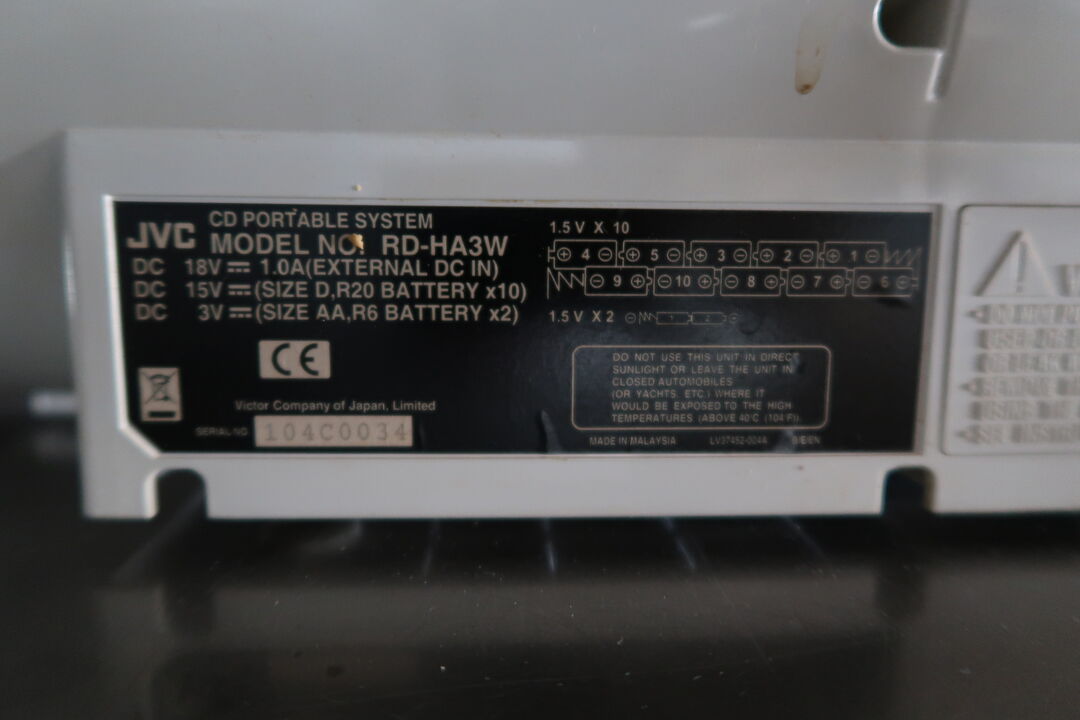 JVC CD PORTABLE SYSTEM
MODEL NO. RD-HA3W
DC 18V 1.0A(EXTERNAL DC IN)
DC 15V (SIZE D,R20 BATTERY x10)
DC 3V (SIZE AA,R6 BATTERY x2)
CE
Victor Company of Japan, Limited
SERIAL NO 104C0034
1.5 V X 10
4 5 3 2 1
9 10 8 7 6
1.5 V X 2 1 2
DO NOT USE THIS UNIT IN DIRECT
SUNLIGHT OR LEAVE THE UNIT IN
CLOSED AUTOMOBILES
(OR YACHTS, ETC.) WHERE IT
WOULD BE EXPOSED TO THE HIGH
TEMPERATURES (ABOVE 40°C (104°F)).
MADE IN MALAYSIA LV37452-004A